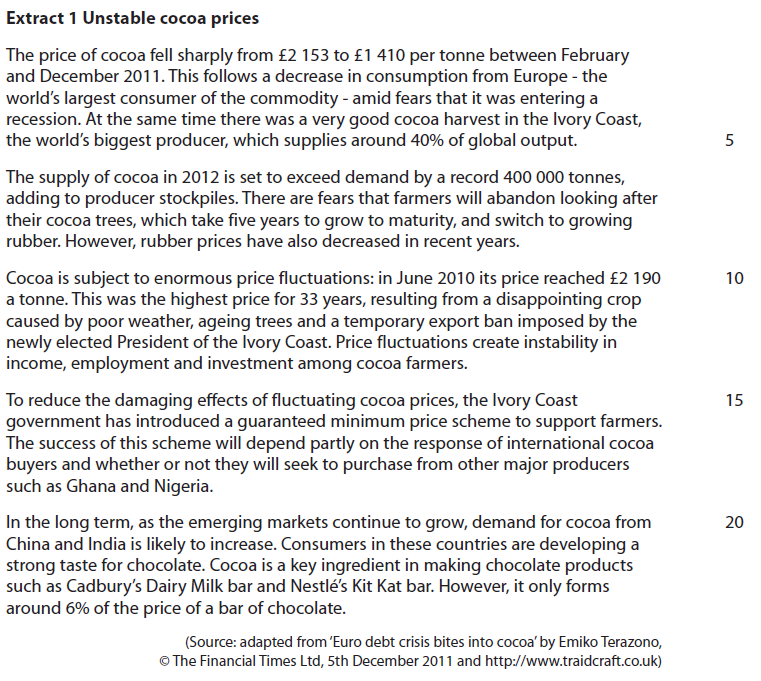 Extract 1 Unstable cocoa prices
The price of cocoa fell sharply from £2 153 to £1 410 per tonne between February
and December 2011. This follows a decrease in consumption from Europe - the
world's largest consumer of the commodity - amid fears that it was entering a
recession. At the same time there was a very good cocoa harvest in the Ivory Coast,
the world's biggest producer, which supplies around 40% of global output. 5
The supply of cocoa in 2012 is set to exceed demand by a record 400 000 tonnes,
adding to producer stockpiles. There are fears that farmers will abandon looking after
their cocoa trees, which take five years to grow to maturity, and switch to growing
rubber. However, rubber prices have also decreased in recent years.
Cocoa is subject to enormous price fluctuations: in June 2010 its price reached £2 190 10
a tonne. This was the highest price for 33 years, resulting from a disappointing crop
caused by poor weather, ageing trees and a temporary export ban imposed by the
newly elected President of the Ivory Coast. Price fluctuations create instability in
income, employment and investment among cocoa farmers.
To reduce the damaging effects of fluctuating cocoa prices, the Ivory Coast 15
government has introduced a guaranteed minimum price scheme to support farmers.
The success of this scheme will depend partly on the response of international cocoa
buyers and whether or not they will seek to purchase from other major producers
such as Ghana and Nigeria.
In the long term, as the emerging markets continue to grow, demand for cocoa from 20
China and India is likely to increase. Consumers in these countries are developing a
strong taste for chocolate. Cocoa is a key ingredient in making chocolate products
such as Cadbury's Dairy Milk bar and Nestlé's Kit Kat bar. However, it only forms
around 6% of the price of a bar of chocolate.
(Source: adapted from 'Euro debt crisis bites into cocoa' by Emiko Terazono,
© The Financial Times Ltd, 5th December 2011 and http://www.traidcraft.co.uk)